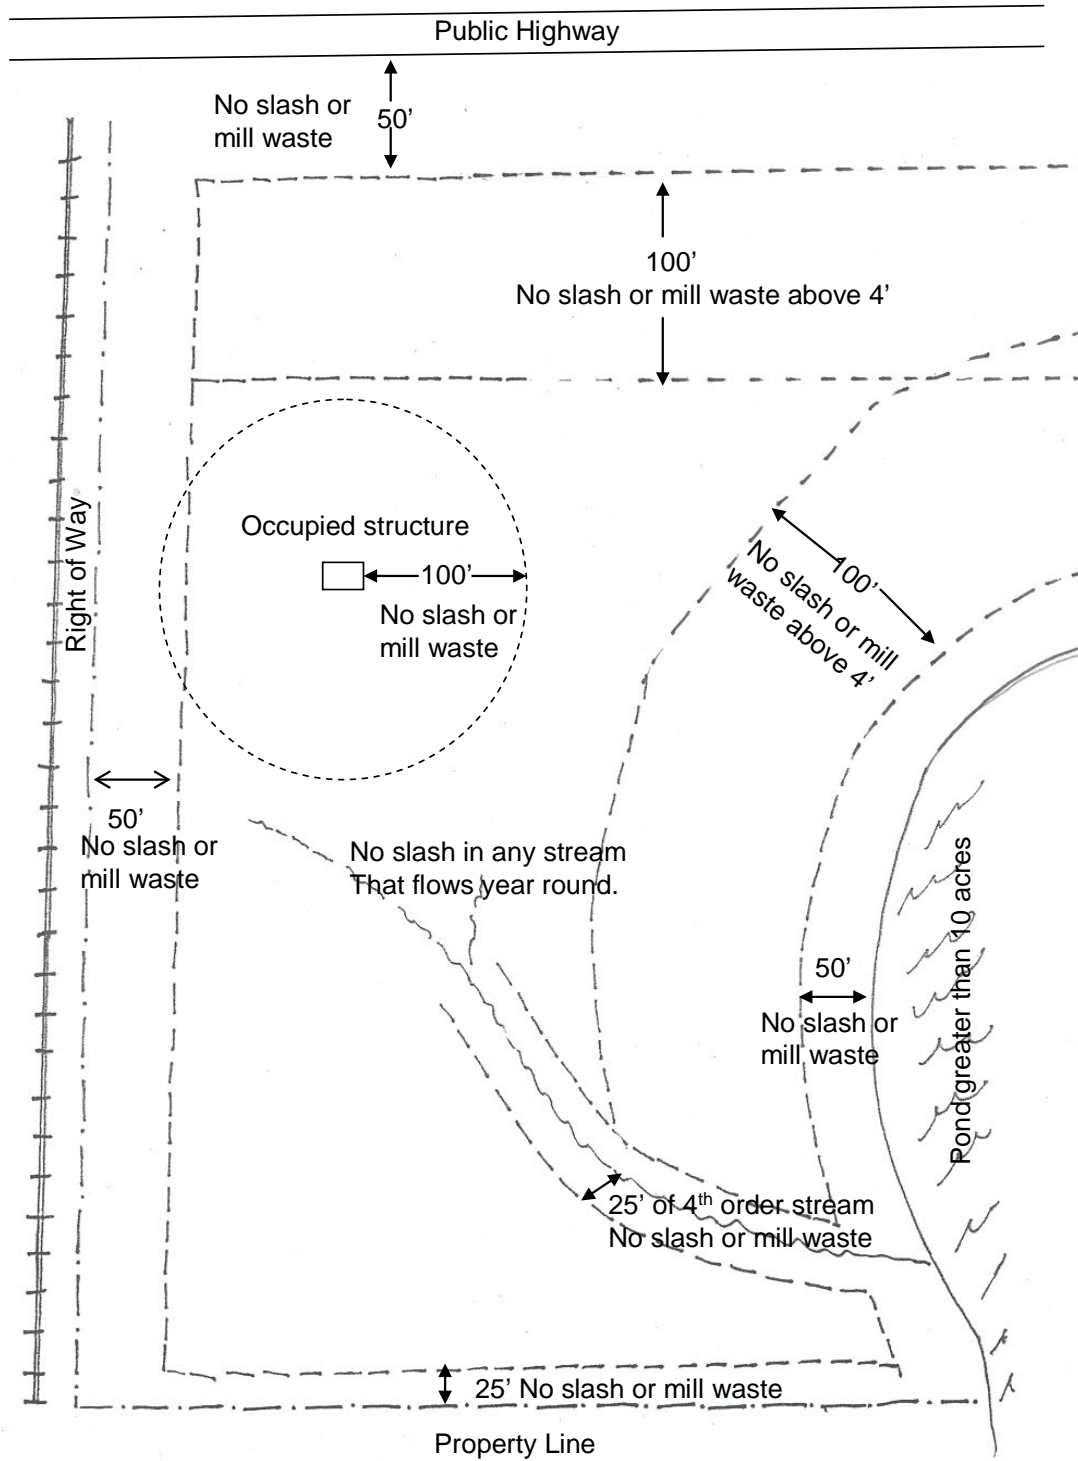 Public Highway
No slash or
mill waste
50’
100’
No slash or mill waste above 4’
Right of Way
Occupied structure
100’
No slash or
mill waste
100’
No slash or mill
waste above 4’
50’
No slash or
mill waste
No slash in any stream
That flows year round.
50’
No slash or
mill waste
Pond greater than 10 acres
25’ of 4th order stream
No slash or mill waste
25’ No slash or mill waste
Property Line